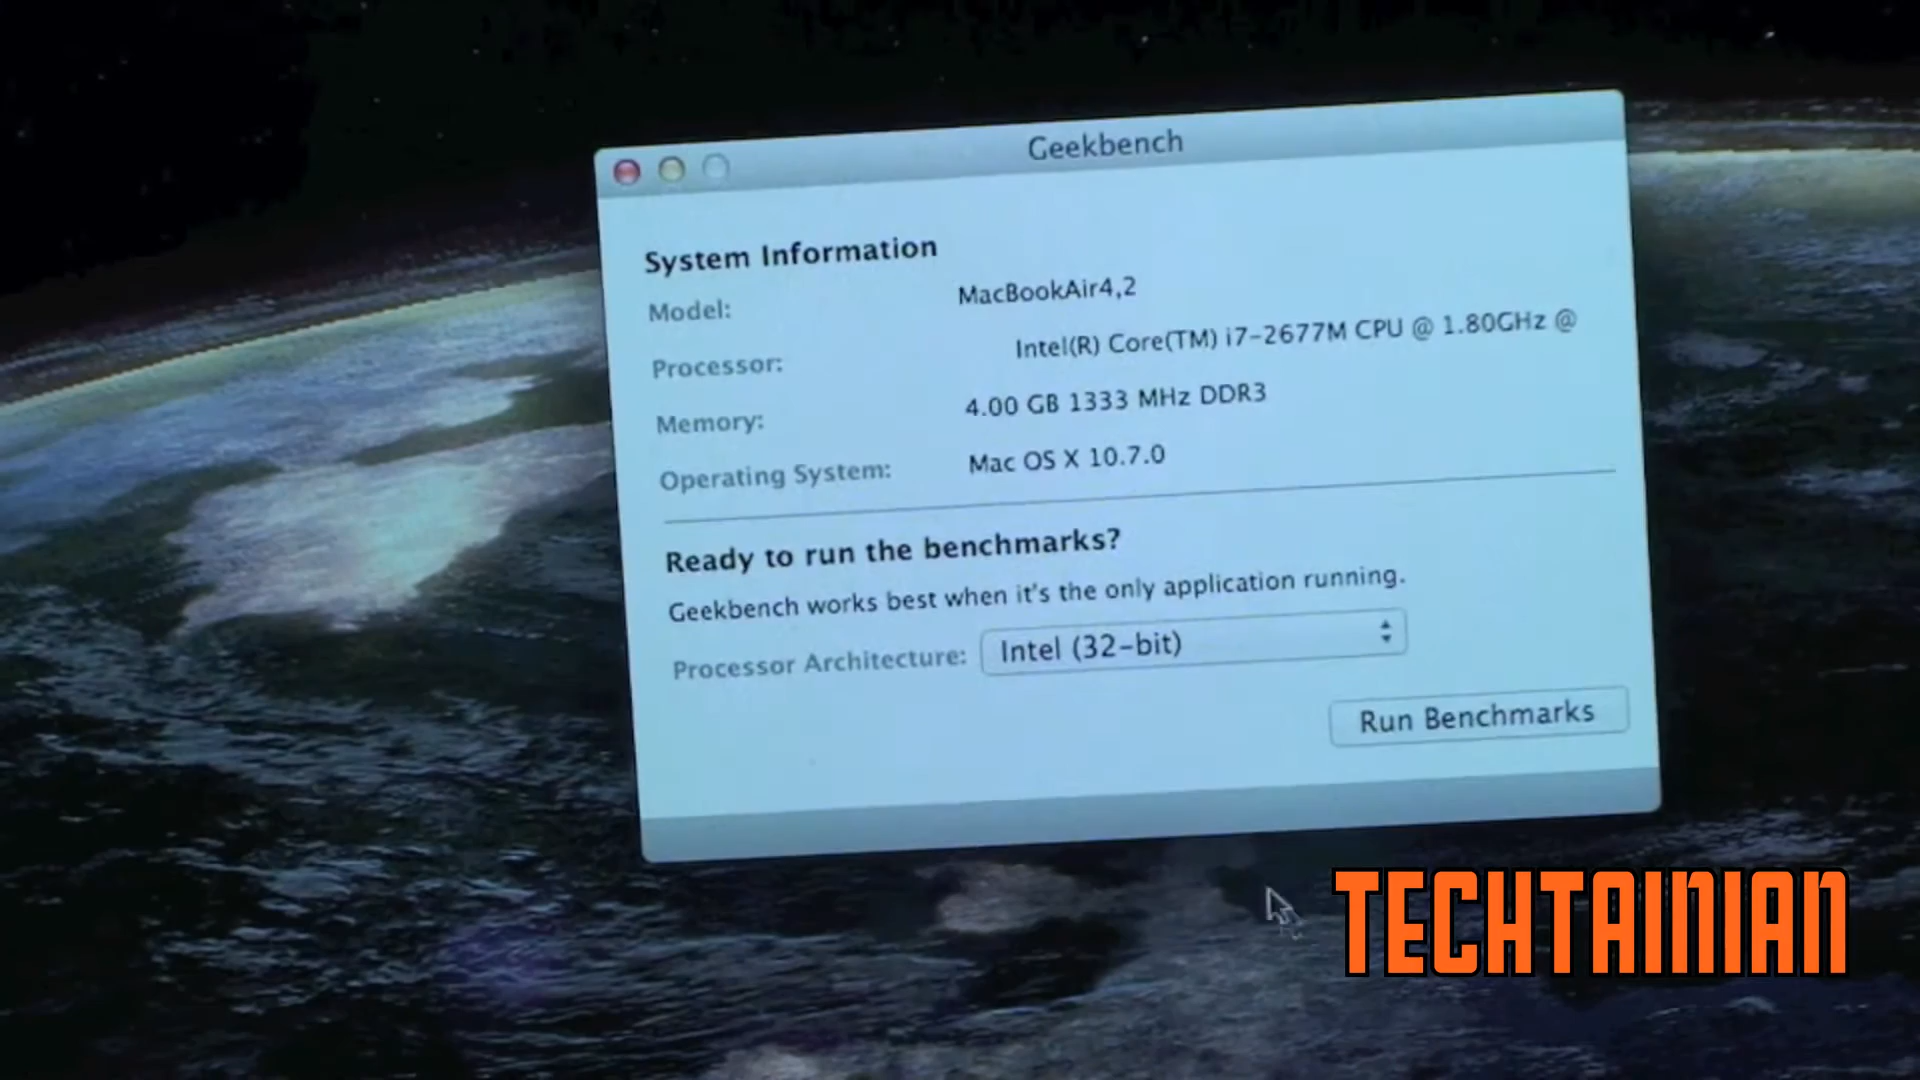 Geekbench
System Information
Model: MacBookAir4,2
Processor: Intel(R) Core(TM) i7-2677M CPU @ 1.80GHz @
Memory: 4.00 GB 1333 MHz DDR3
Operating System: Mac OS X 10.7.0
Ready to run the benchmarks?
Geekbench works best when it's the only application running.
Processor Architecture: Intel (32-bit)
Run Benchmarks
TECHTAINIAN